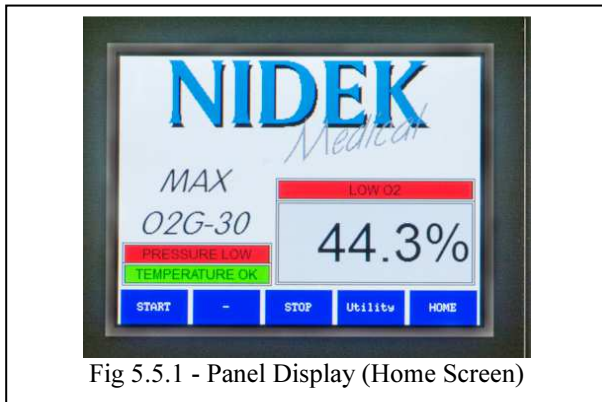 NIDEK
Medical
MAX
O2G-30
LOW O2
44.3%
PRESSURE LOW
TEMPERATURE OK
START - STOP Utility HOME
Fig 5.5.1 - Panel Display (Home Screen)